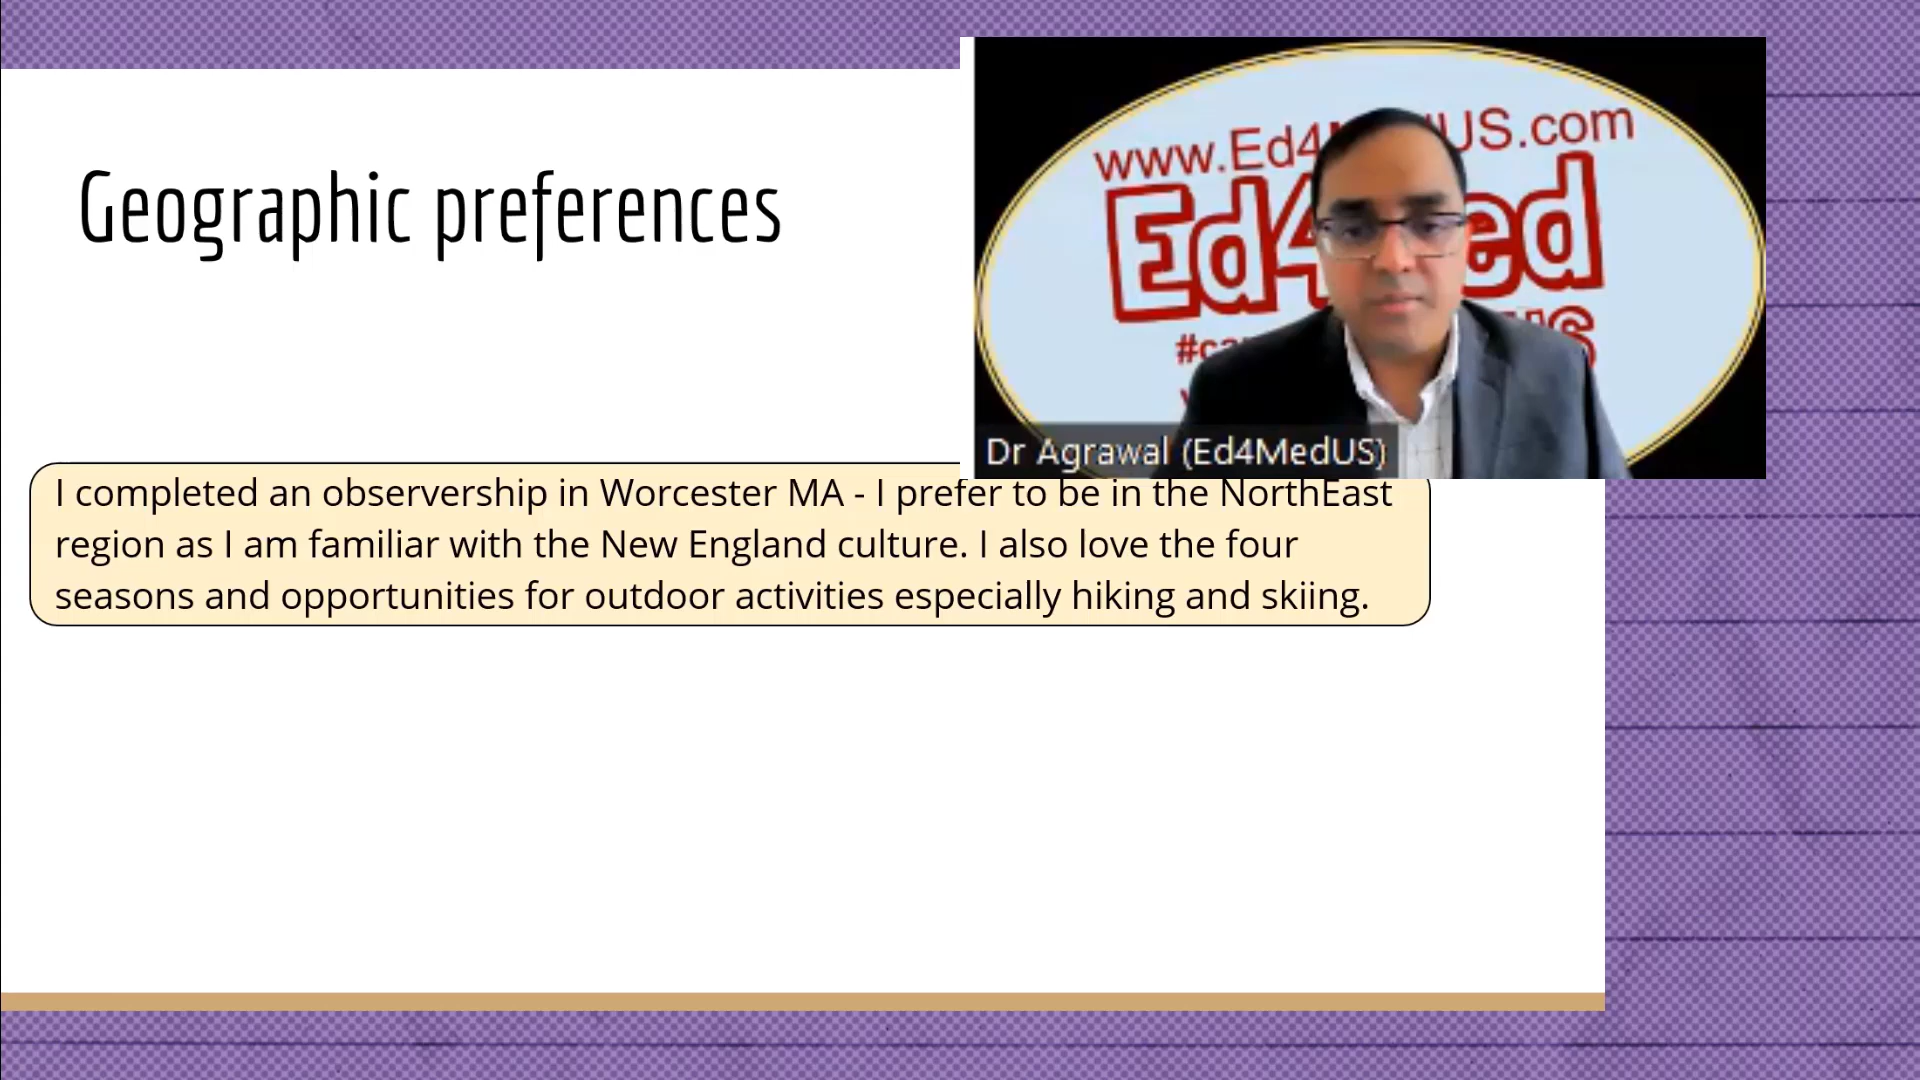 Geographic preferences
www.Ed4 US.com
Ed4 ed
US
Dr Agrawal (Ed4MedUS)
I completed an observership in Worcester MA - I prefer to be in the NorthEast
region as I am familiar with the New England culture. I also love the four
seasons and opportunities for outdoor activities especially hiking and skiing.